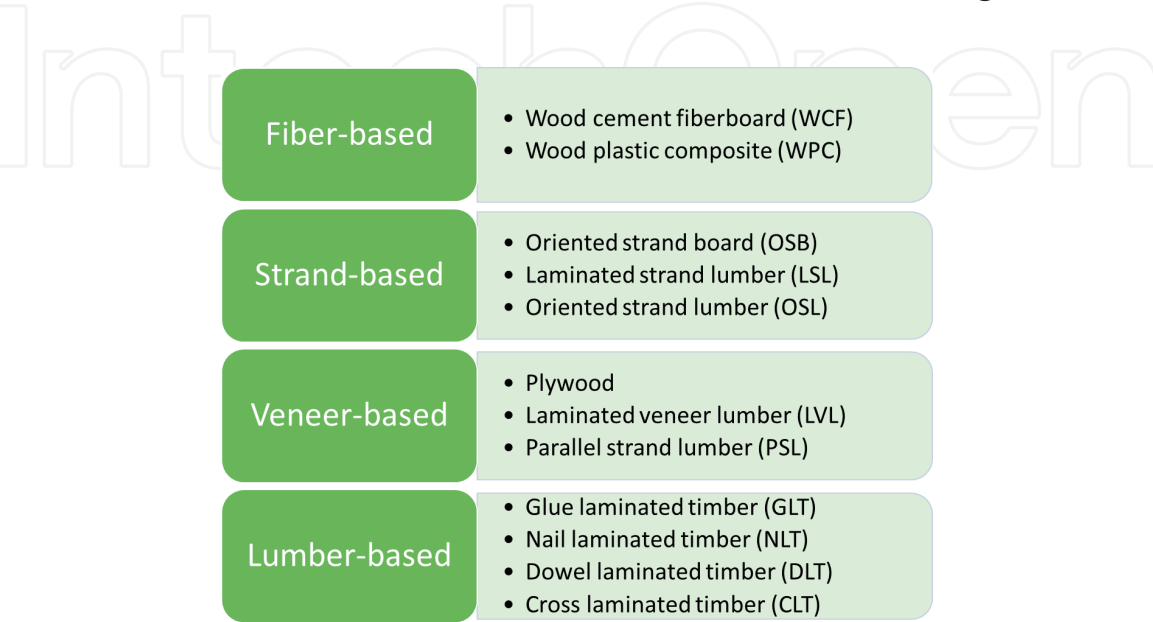 IntechOpen
Fiber-based
• Wood cement fiberboard (WCF)
• Wood plastic composite (WPC)
Strand-based
• Oriented strand board (OSB)
• Laminated strand lumber (LSL)
• Oriented strand lumber (OSL)
Veneer-based
• Plywood
• Laminated veneer lumber (LVL)
• Parallel strand lumber (PSL)
Lumber-based
• Glue laminated timber (GLT)
• Nail laminated timber (NLT)
• Dowel laminated timber (DLT)
• Cross laminated timber (CLT)